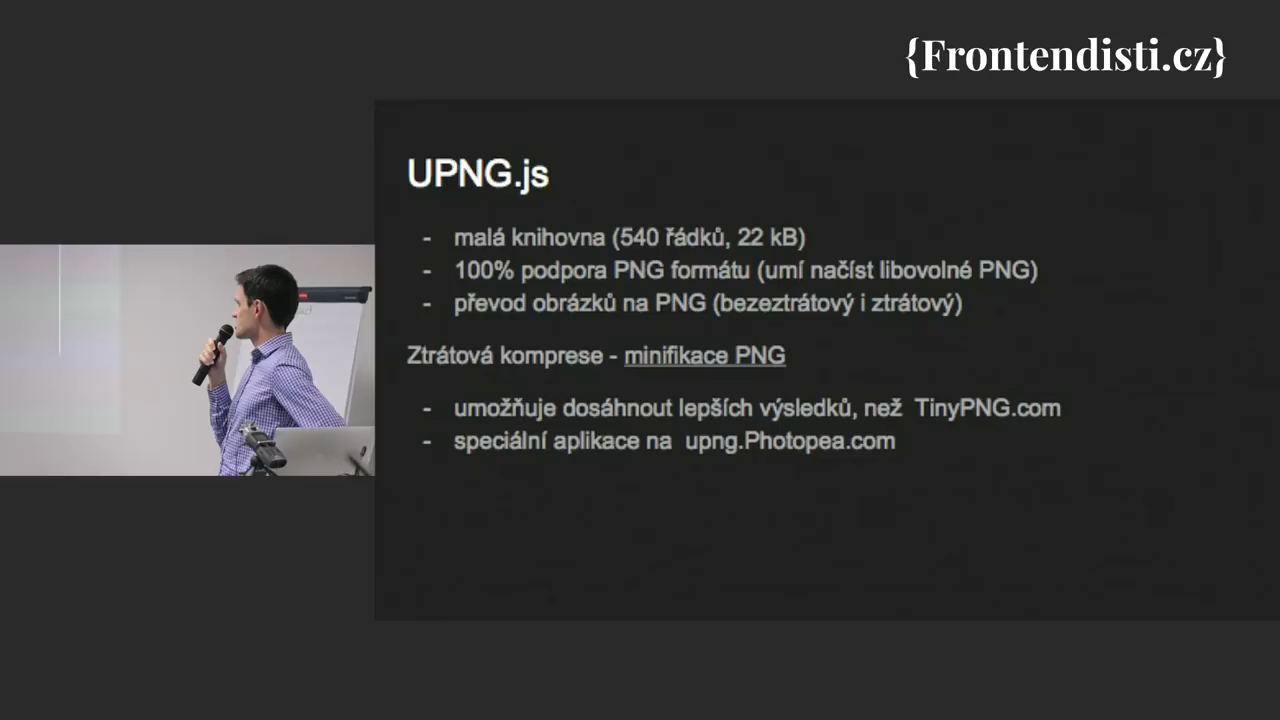 {Frontendisti.cz}
UPNG.js
- malá knihovna (540 řádků, 22 kB)
- 100% podpora PNG formátu (umí načíst libovolné PNG)
- převod obrázků na PNG (bezeztrátový i ztrátový)
Ztrátová komprese - minifikace PNG
- umožňuje dosáhnout lepších výsledků, než TinyPNG.com
- speciální aplikace na upng.Photopea.com